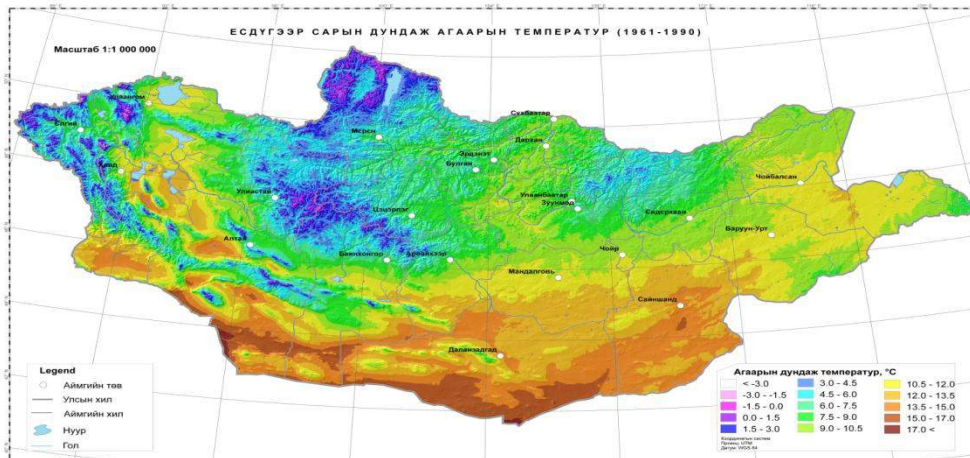 ЕСДҮГЭЭР САРЫН ДУНДАЖ АГААРЫН ТЕМПЕРАТУР (1961-1990)
Масштаб 1:1 000 000
Улаангом
Өлгий
Ховд
Мөрөн
Сүхбаатар
Дархан
Эрдэнэт
Булган
Улиастай
Цэцэрлэг
Улаанбаатар
Зуунмод
Чойбалсан
Баруун-Урт
Алтай
Баянхонгор
Арвайхээр
Чойр
Мандалговь
Сайншанд
Даланзадгад
Legend
Аймгийн төв
Улсын хил
Аймгийн хил
Нуур
Гол
Агаарын дундаж температур, °C
< -3.0
-3.0 - -1.5
-1.5 - 0.0
0.0 - 1.5
1.5 - 3.0
3.0 - 4.5
4.5 - 6.0
6.0 - 7.5
7.5 - 9.0
9.0 - 10.5
10.5 - 12.0
12.0 - 13.5
13.5 - 15.0
15.0 - 17.0
17.0 <
Координатын систем
Датум: WGS-84